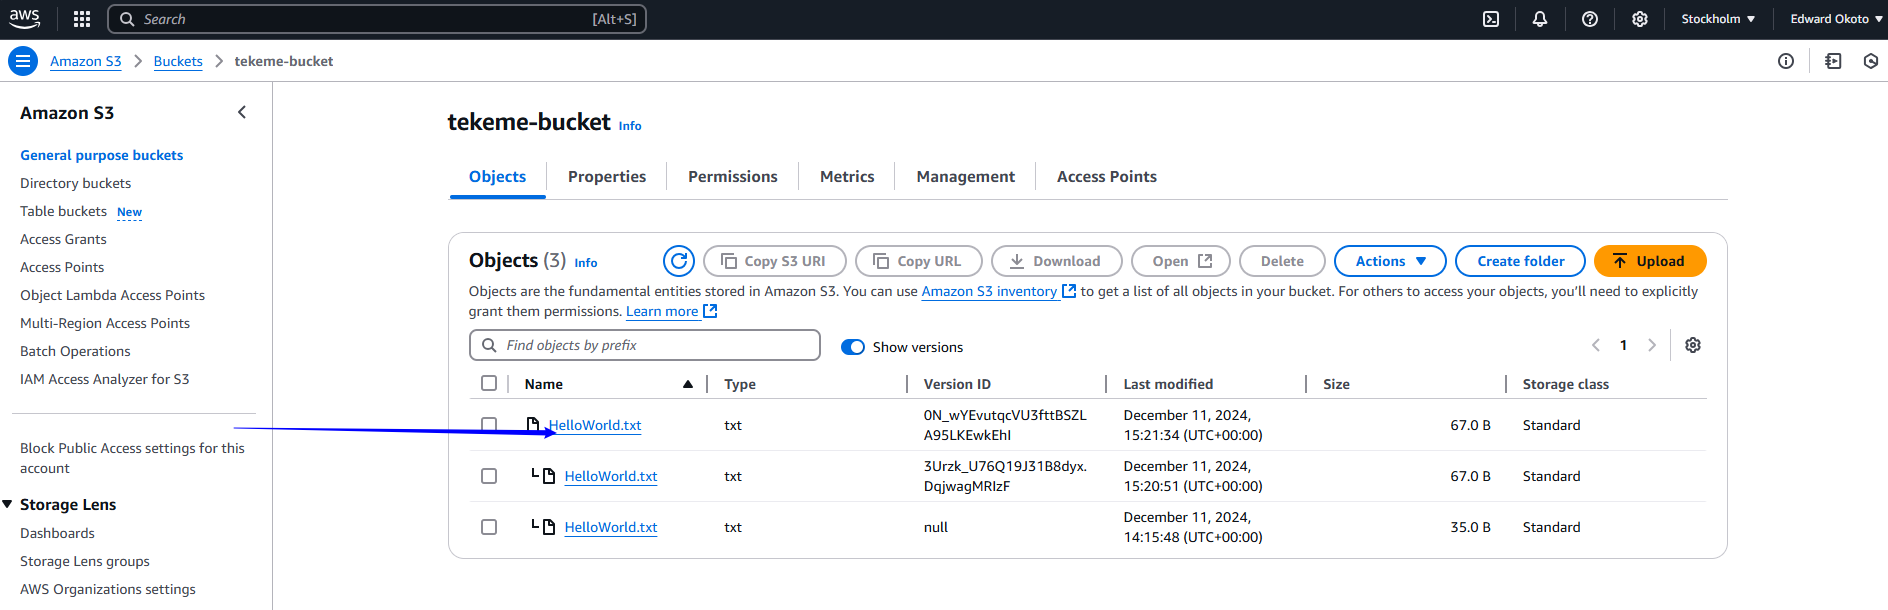 aws
Search [Alt+S] Stockholm ▼ Edward Okoto ▼
Amazon S3 > Buckets > tekeme-bucket
Amazon S3
General purpose buckets
Directory buckets
Table buckets New
Access Grants
Access Points
Object Lambda Access Points
Multi-Region Access Points
Batch Operations
IAM Access Analyzer for S3
Block Public Access settings for this
account
▼ Storage Lens
Dashboards
Storage Lens groups
AWS Organizations settings
tekeme-bucket Info
Objects Properties Permissions Metrics Management Access Points
Objects (3) Info Copy S3 URI Copy URL Download Open Delete Actions ▼ Create folder Upload
Objects are the fundamental entities stored in Amazon S3. You can use Amazon S3 inventory to get a list of all objects in your bucket. For others to access your objects, you'll need to explicitly
grant them permissions. Learn more
Find objects by prefix Show versions < 1 >
Name ▲ Type Version ID Last modified Size Storage class
HelloWorld.txt txt 0N_wYEvutqcVU3fttBSZL December 11, 2024, 67.0 B Standard
A95LKEwkEhI 15:21:34 (UTC+00:00)
HelloWorld.txt txt 3Urzk_U76Q19J31B8dyx. December 11, 2024, 67.0 B Standard
DqjwagMRIzF 15:20:51 (UTC+00:00)
HelloWorld.txt txt null December 11, 2024, 35.0 B Standard
14:15:48 (UTC+00:00)